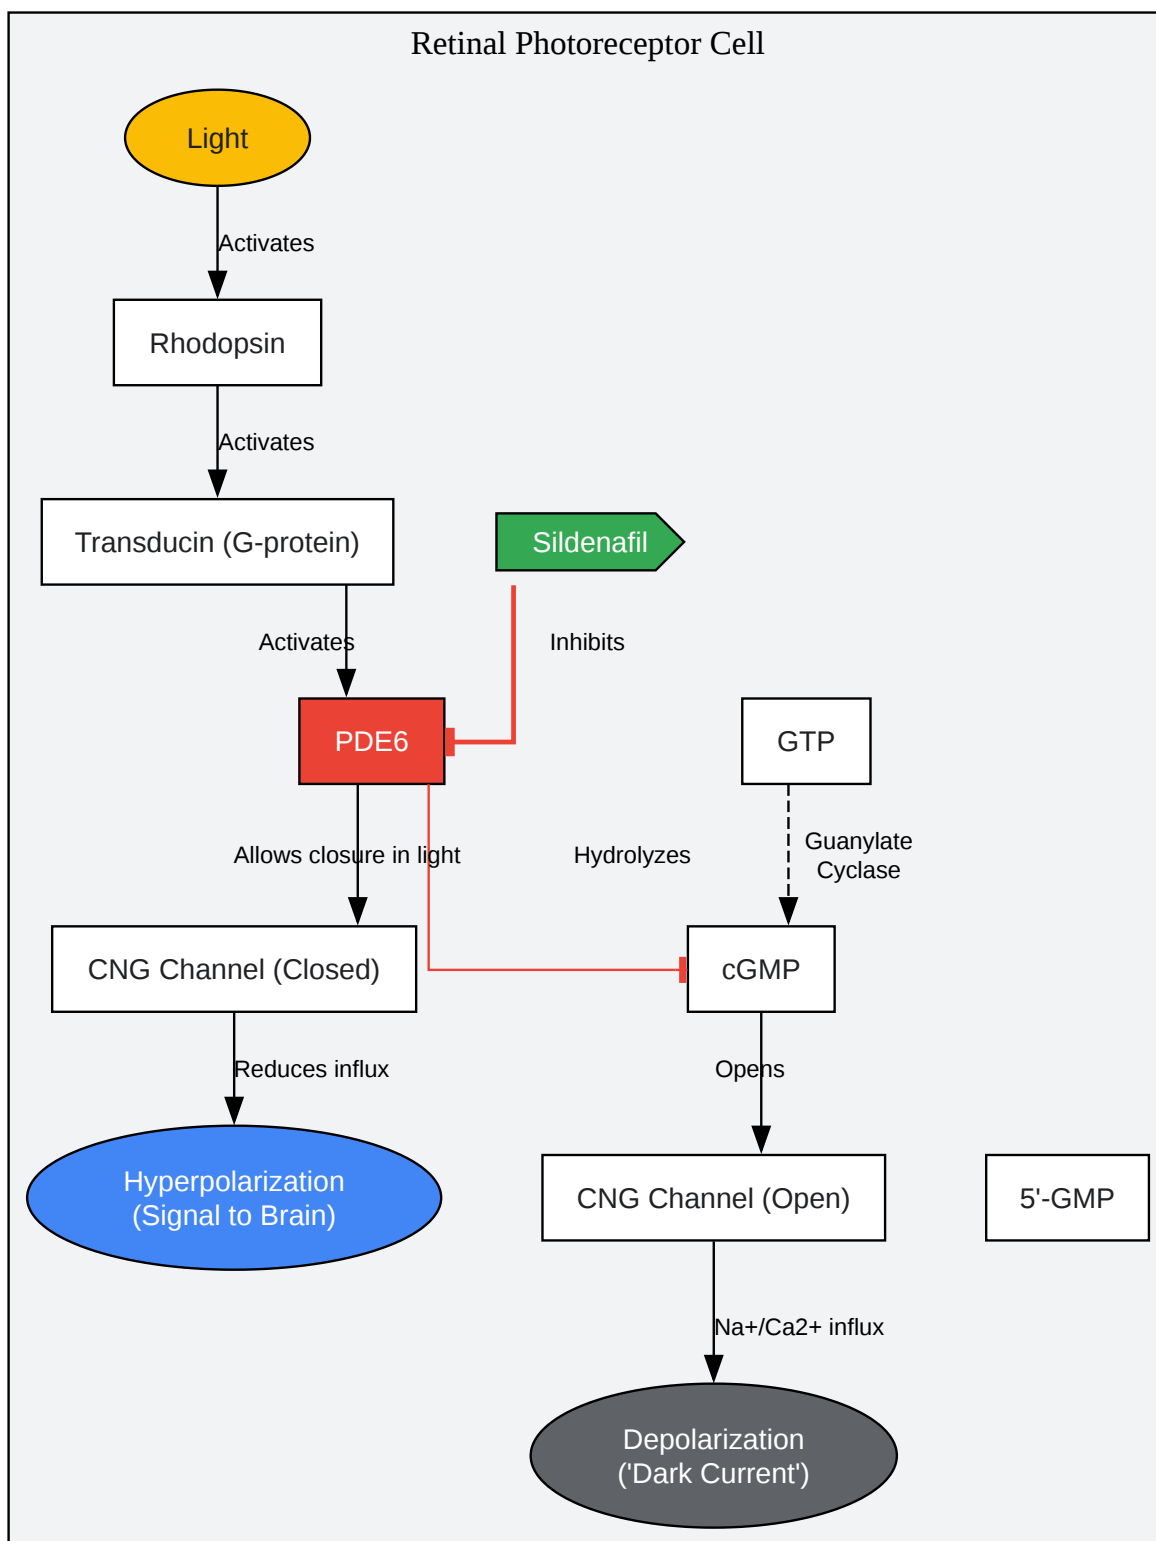 Retinal Photoreceptor Cell
Light
Activates
Rhodopsin
Activates
Transducin (G-protein)
Sildenafil
Activates
Inhibits
PDE6
GTP
Allows closure in light
Hydrolyzes
Guanylate
Cyclase
CNG Channel (Closed)
cGMP
Reduces influx
Opens
Hyperpolarization
(Signal to Brain)
CNG Channel (Open)
5'-GMP
Na+/Ca2+ influx
Depolarization
('Dark Current')